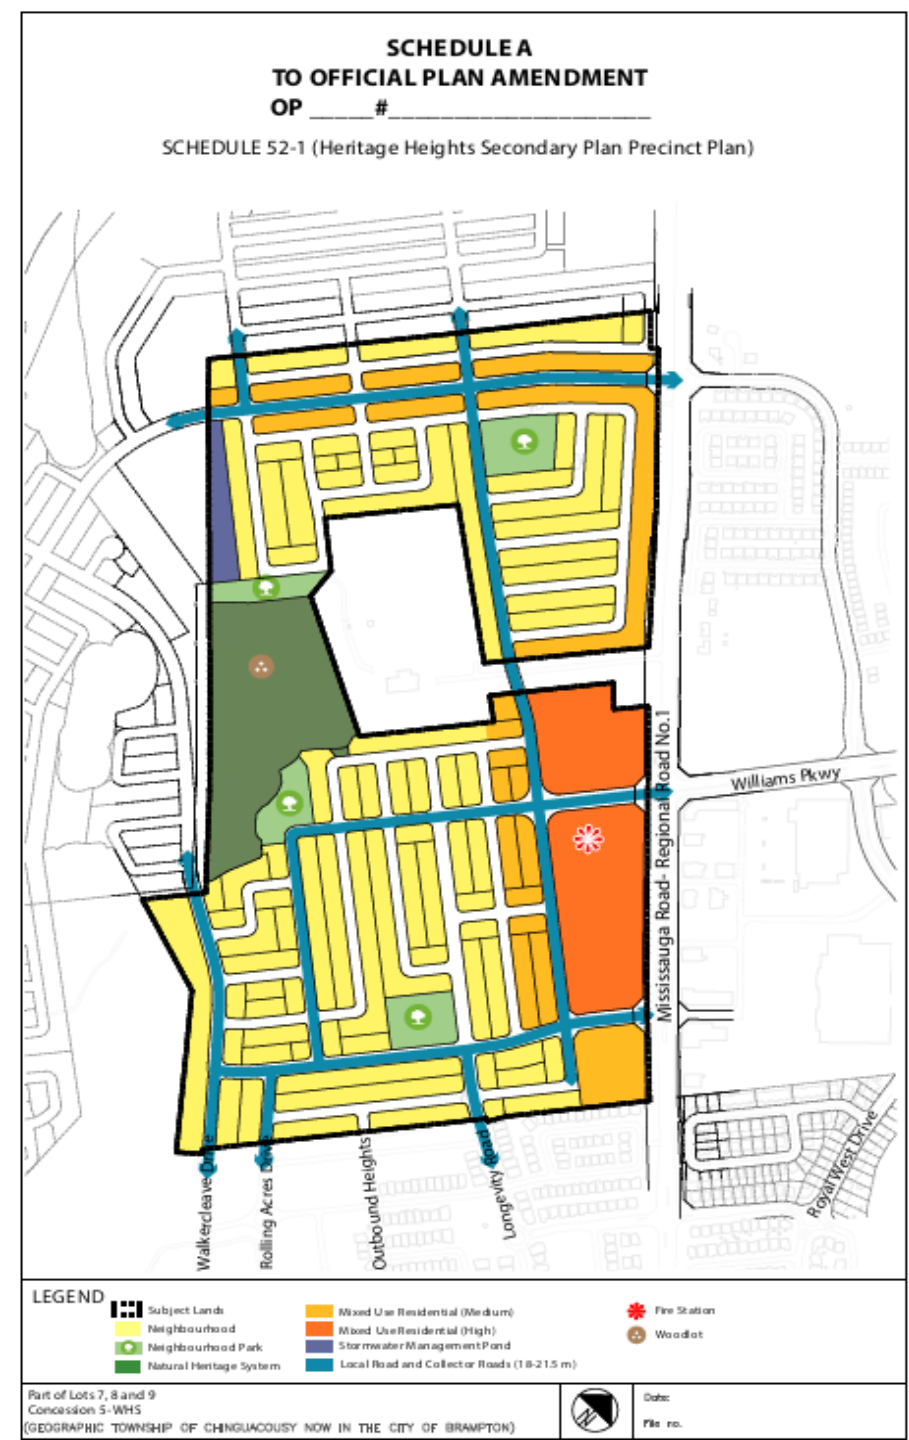 SCHEDULE A
TO OFFICIAL PLAN AMENDMENT
OP _____#____________________
SCHEDULE 52-1 (Heritage Heights Secondary Plan Precinct Plan)
Mississauga Road- Regional Road No.1
Williams Pkwy
Royal West Drive
Walkercleave Drive
Rolling Acres Drive
Outbound Heights
Longevity Road
LEGEND
Subject Lands
Neighbourhood
Neighbourhood Park
Natural Heritage System
Mixed Use Residential (Medium)
Mixed Use Residential (High)
Stormwater Management Pond
Local Road and Collector Roads (18-21.5 m)
Fire Station
Woodlot
Part of Lots 7, 8 and 9
Concession 5-WHS
(GEOGRAPHIC TOWNSHIP OF CHINGUACOUSY NOW IN THE CITY OF BRAMPTON)
N
Date:
File no.